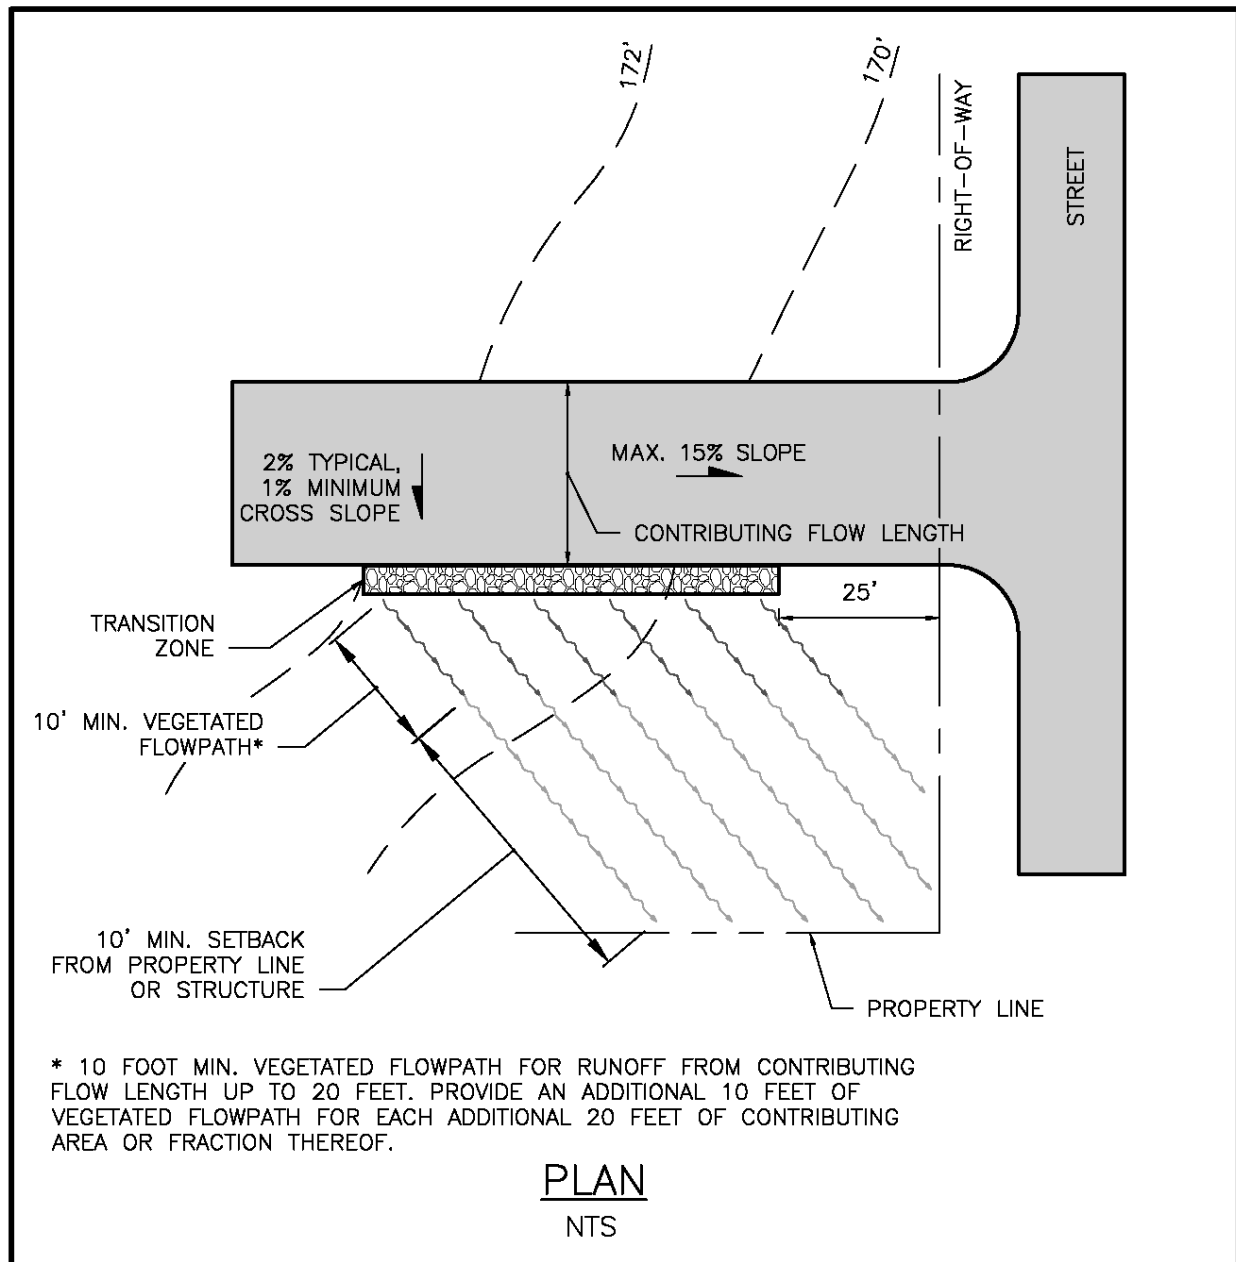 172'
170'
RIGHT-OF-WAY
STREET
2% TYPICAL,
1% MINIMUM
CROSS SLOPE
MAX. 15% SLOPE
CONTRIBUTING FLOW LENGTH
25'
TRANSITION
ZONE
10' MIN. VEGETATED
FLOWPATH*
10' MIN. SETBACK
FROM PROPERTY LINE
OR STRUCTURE
PROPERTY LINE
* 10 FOOT MIN. VEGETATED FLOWPATH FOR RUNOFF FROM CONTRIBUTING
FLOW LENGTH UP TO 20 FEET. PROVIDE AN ADDITIONAL 10 FEET OF
VEGETATED FLOWPATH FOR EACH ADDITIONAL 20 FEET OF CONTRIBUTING
AREA OR FRACTION THEREOF.
PLAN
NTS